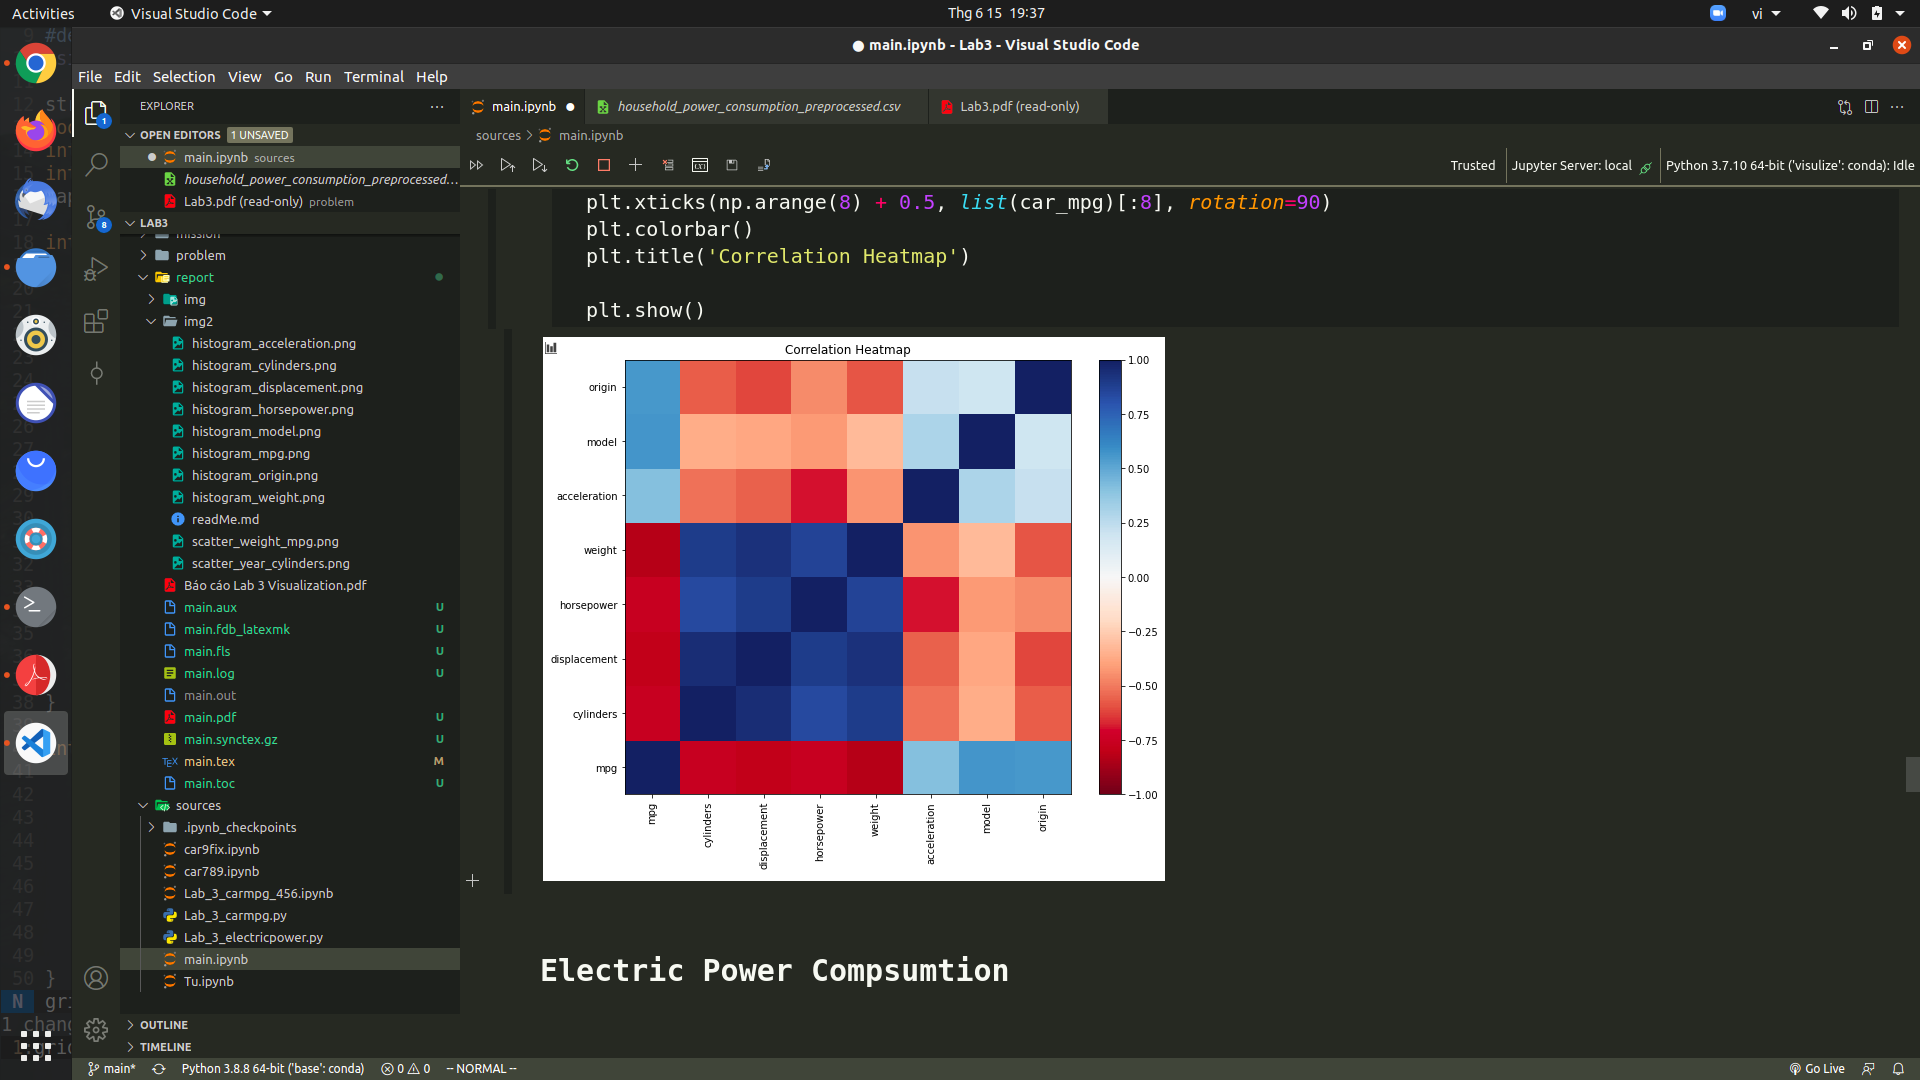 Activities
Visual Studio Code
Thg 6 15 19:37
vi
main.ipynb - Lab3 - Visual Studio Code
File Edit Selection View Go Run Terminal Help
EXPLORER
OPEN EDITORS 1 UNSAVED
main.ipynb sources
household_power_consumption_preprocessed...
Lab3.pdf (read-only) problem
LAB3
mission
problem
report
img
img2
histogram_acceleration.png
histogram_cylinders.png
histogram_displacement.png
histogram_horsepower.png
histogram_model.png
histogram_mpg.png
histogram_origin.png
histogram_weight.png
readMe.md
scatter_weight_mpg.png
scatter_year_cylinders.png
Báo cáo Lab 3 Visualization.pdf
main.aux U
main.fdb_latexmk U
main.fls U
main.log U
main.out
main.pdf U
main.synctex.gz U
main.tex M
main.toc U
sources
.ipynb_checkpoints
car9fix.ipynb
car789.ipynb
Lab_3_carmpg_456.ipynb
Lab_3_carmpg.py
Lab_3_electricpower.py
main.ipynb
Tu.ipynb
OUTLINE
TIMELINE
main.ipynb
household_power_consumption_preprocessed.csv
Lab3.pdf (read-only)
sources > main.ipynb
Trusted
Jupyter Server: local
Python 3.7.10 64-bit ('visulize': conda): Idle
plt.xticks(np.arange(8) + 0.5, list(car_mpg)[:8], rotation=90)
plt.colorbar()
plt.title('Correlation Heatmap')
plt.show()
Correlation Heatmap
origin
model
acceleration
weight
horsepower
displacement
cylinders
mpg
mpg
cylinders
displacement
horsepower
weight
acceleration
model
origin
1.00
0.75
0.50
0.25
0.00
−0.25
−0.50
−0.75
−1.00
Electric Power Compsumtion
main*
Python 3.8.8 64-bit ('base': conda)
0
0
-- NORMAL --
Go Live